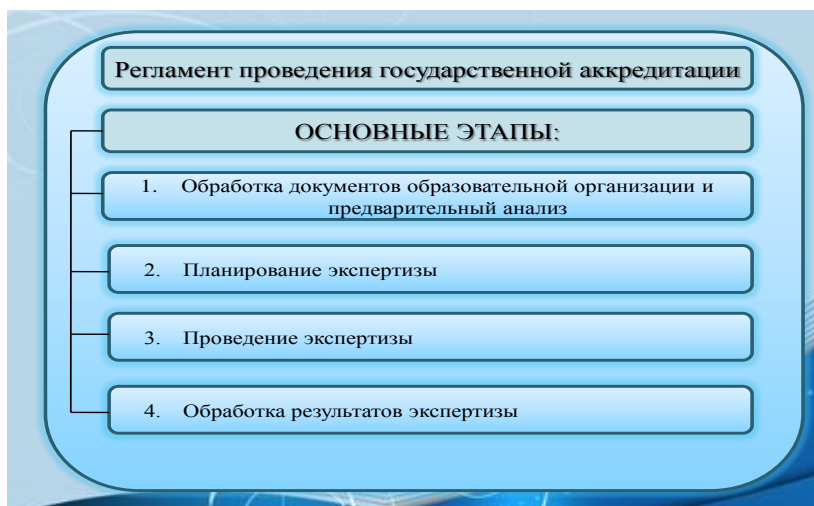 Регламент проведения государственной аккредитации
ОСНОВНЫЕ ЭТАПЫ:
1. Обработка документов образовательной организации и
предварительный анализ
2. Планирование экспертизы
3. Проведение экспертизы
4. Обработка результатов экспертизы